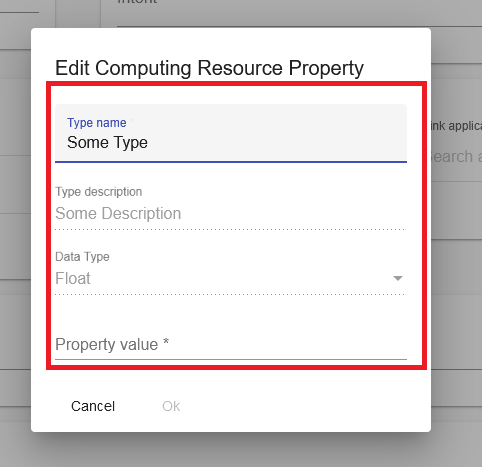 Intent
Edit Computing Resource Property
Type name
Some Type
ink applica
Search a
Type description
Some Description
Data Type
Float
Property value *
Cancel
Ok